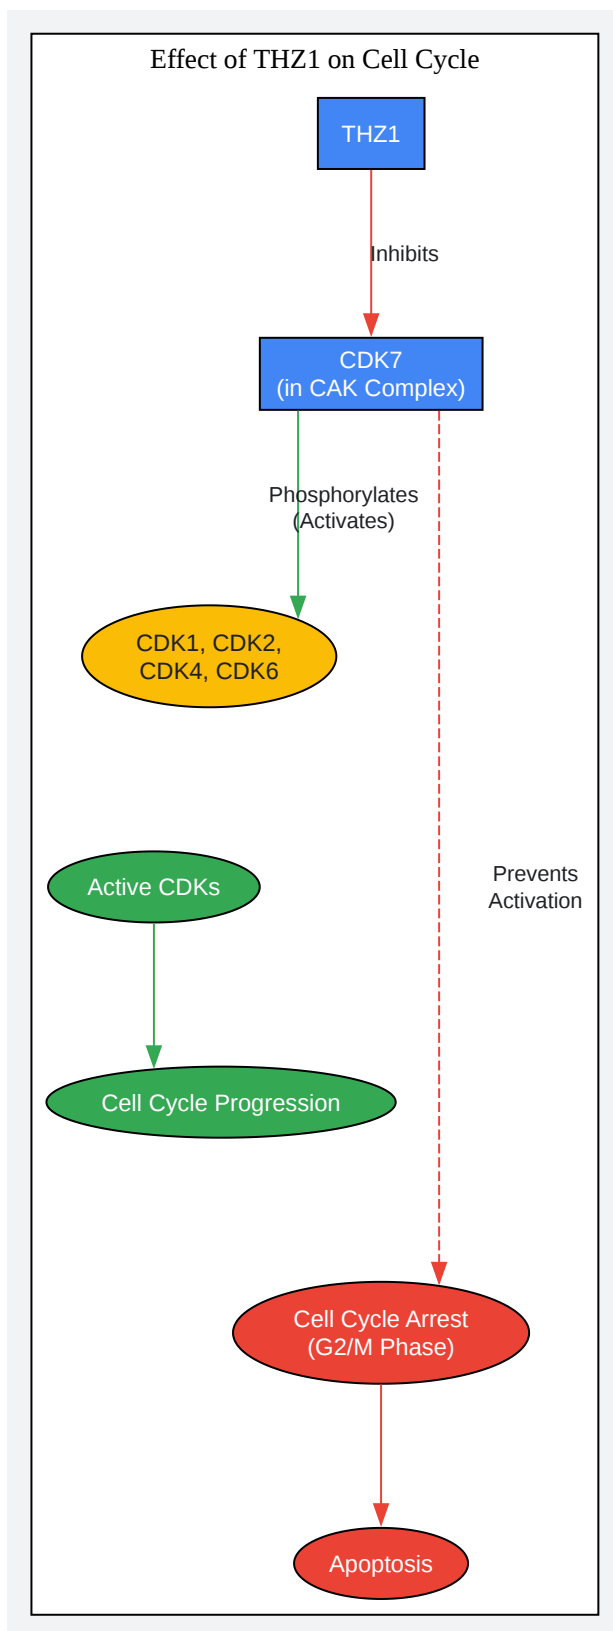 Effect of THZ1 on Cell Cycle
THZ1
Inhibits
CDK7
(in CAK Complex)
Phosphorylates
(Activates)
CDK1, CDK2,
CDK4, CDK6
Active CDKs
Prevents
Activation
Cell Cycle Progression
Cell Cycle Arrest
(G2/M Phase)
Apoptosis